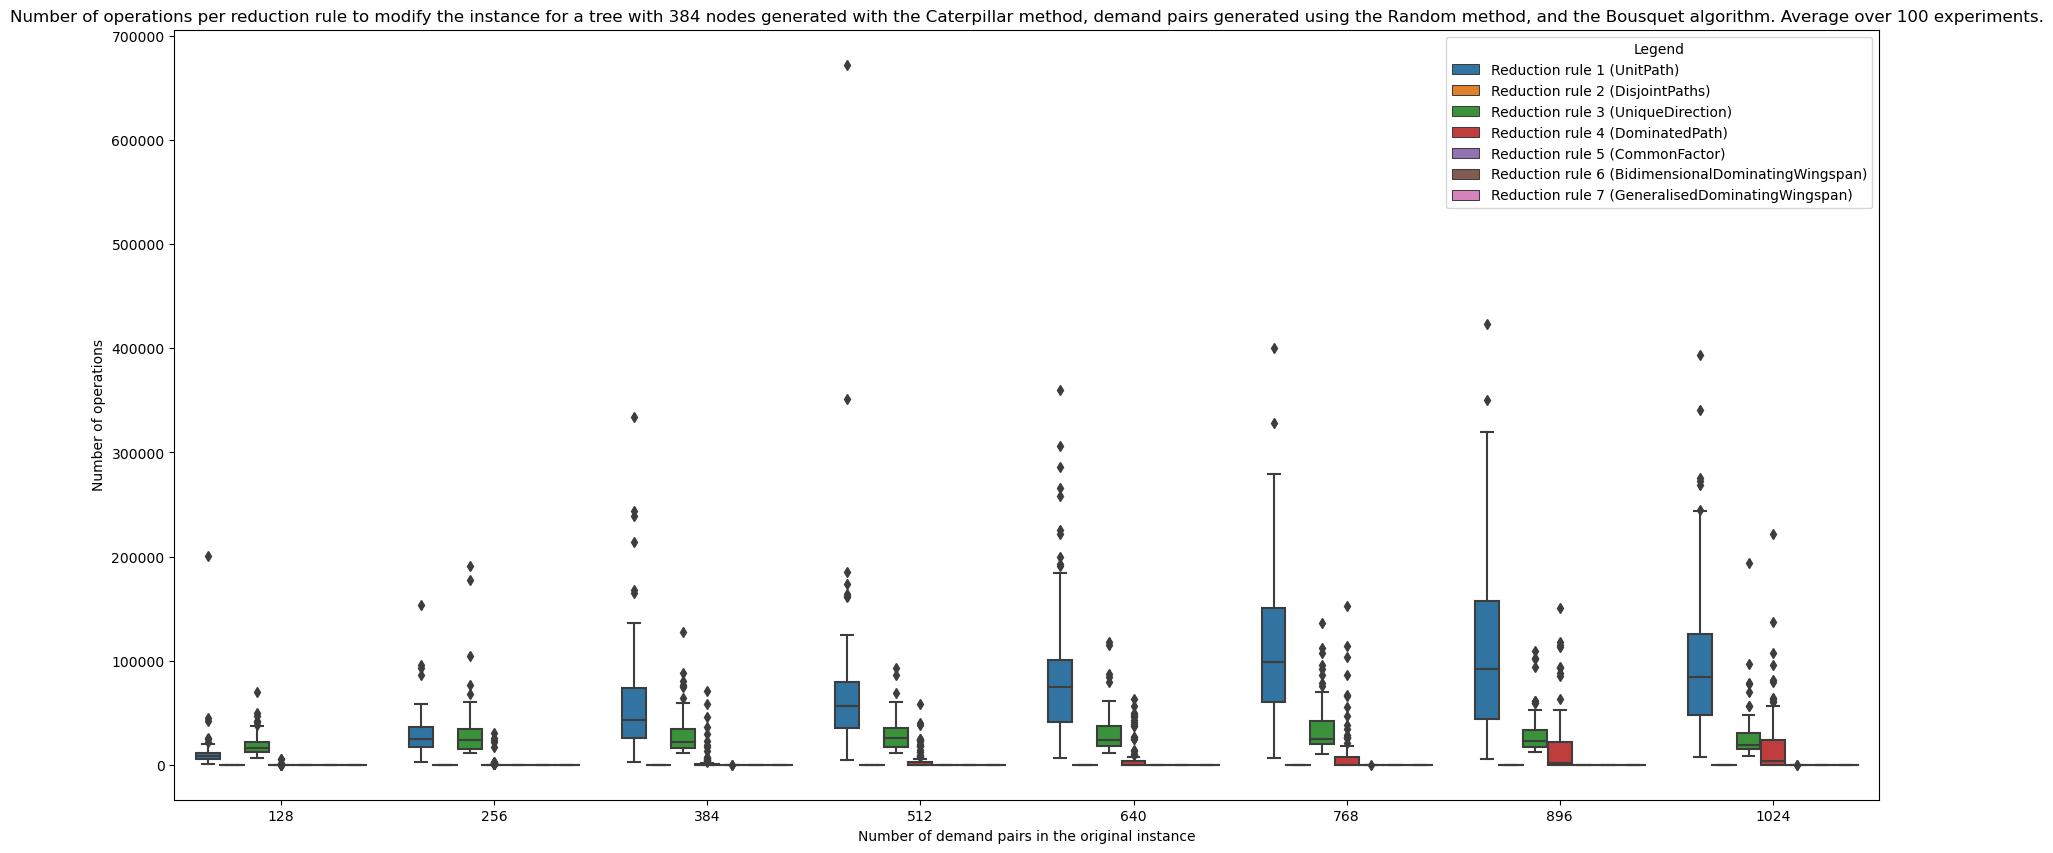 Number of operations per reduction rule to modify the instance for a tree with 384 nodes generated with the Caterpillar method, demand pairs generated using the Random method, and the Bousquet algorithm. Average over 100 experiments.
Legend
Reduction rule 1 (UnitPath)
Reduction rule 2 (DisjointPaths)
Reduction rule 3 (UniqueDirection)
Reduction rule 4 (DominatedPath)
Reduction rule 5 (CommonFactor)
Reduction rule 6 (BidimensionalDominatingWingspan)
Reduction rule 7 (GeneralisedDominatingWingspan)
Number of operations
700000
600000
500000
400000
300000
200000
100000
0
128 256 384 512 640 768 896 1024
Number of demand pairs in the original instance